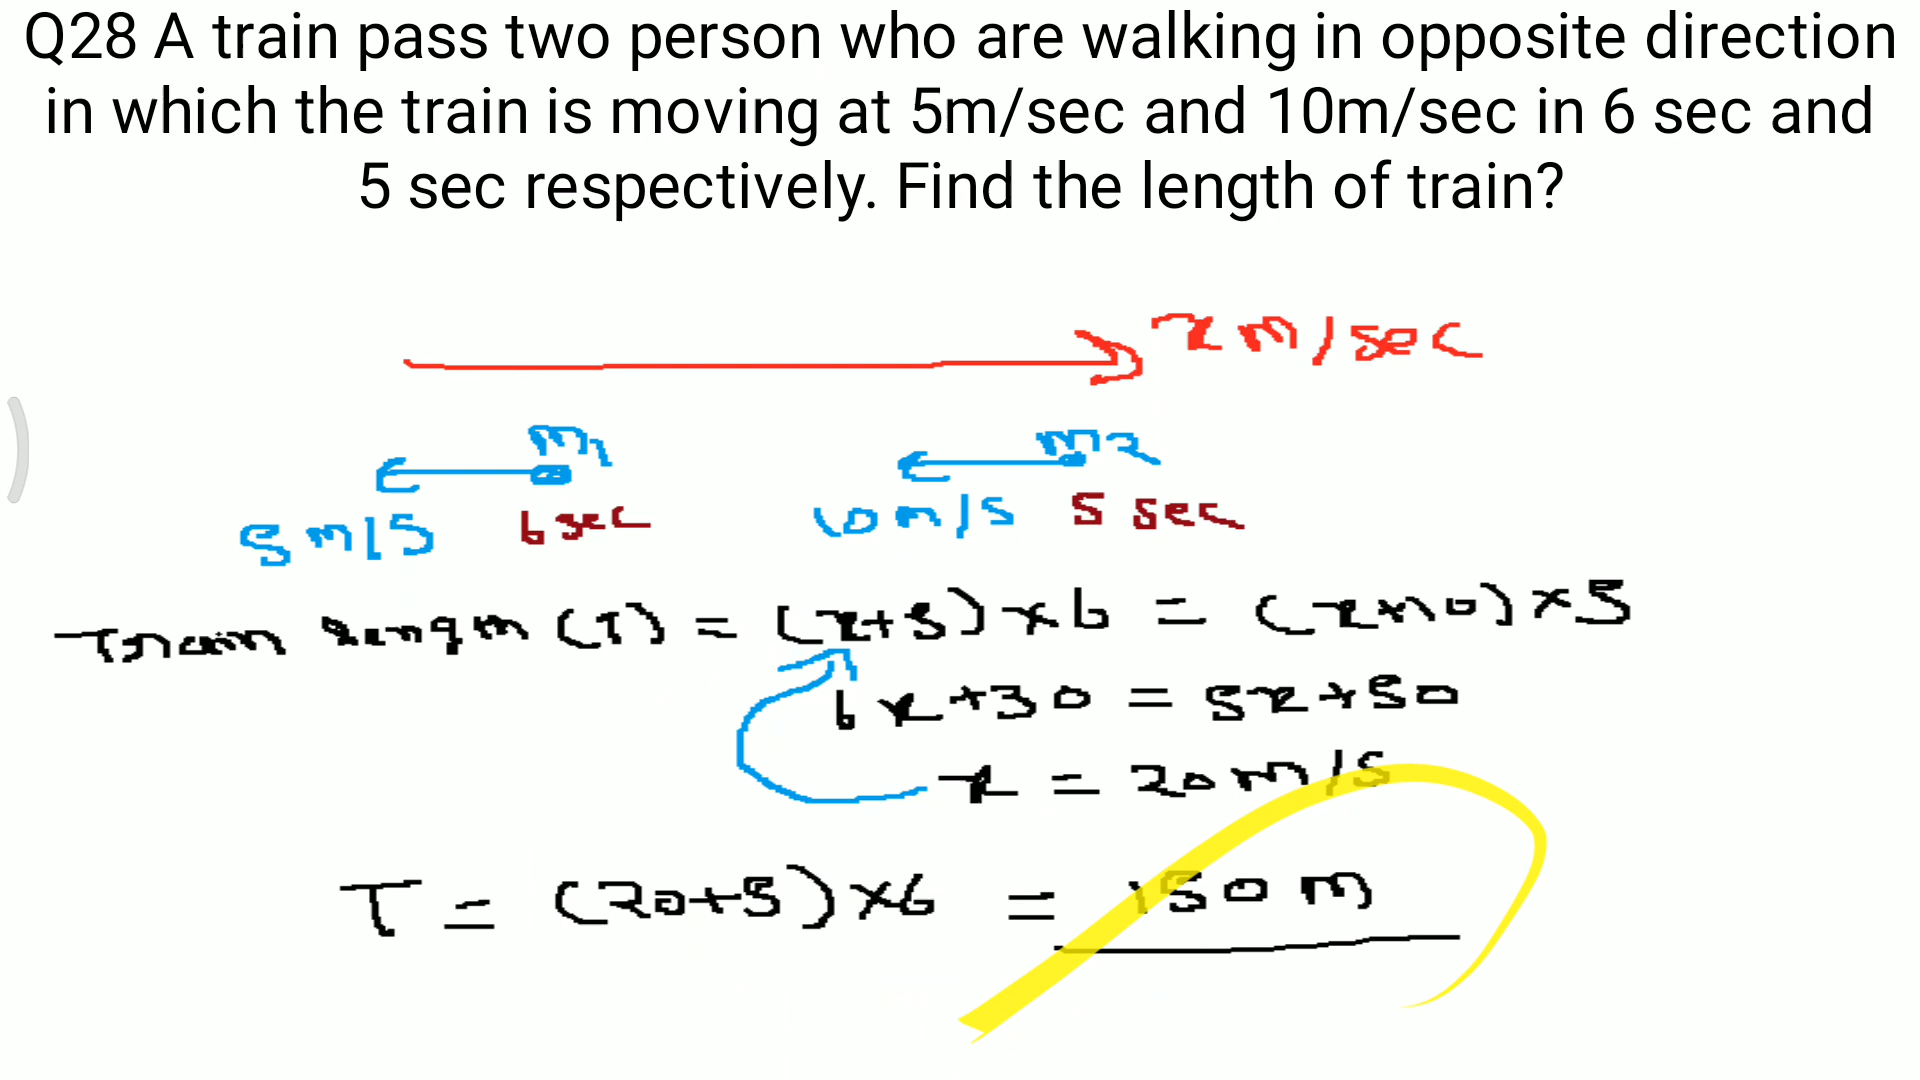 Q28 A train pass two person who are walking in opposite direction
in which the train is moving at 5m/sec and 10m/sec in 6 sec and
5 sec respectively. Find the length of train?
x m/sec
m1 m2
5 m/s 6 sec 10 m/s 5 sec
Train length (T) = (x+5)×6 = (x+10)×5
6x+30 = 5x+50
x = 20 m/s
T = (20+5)×6 = 150 m